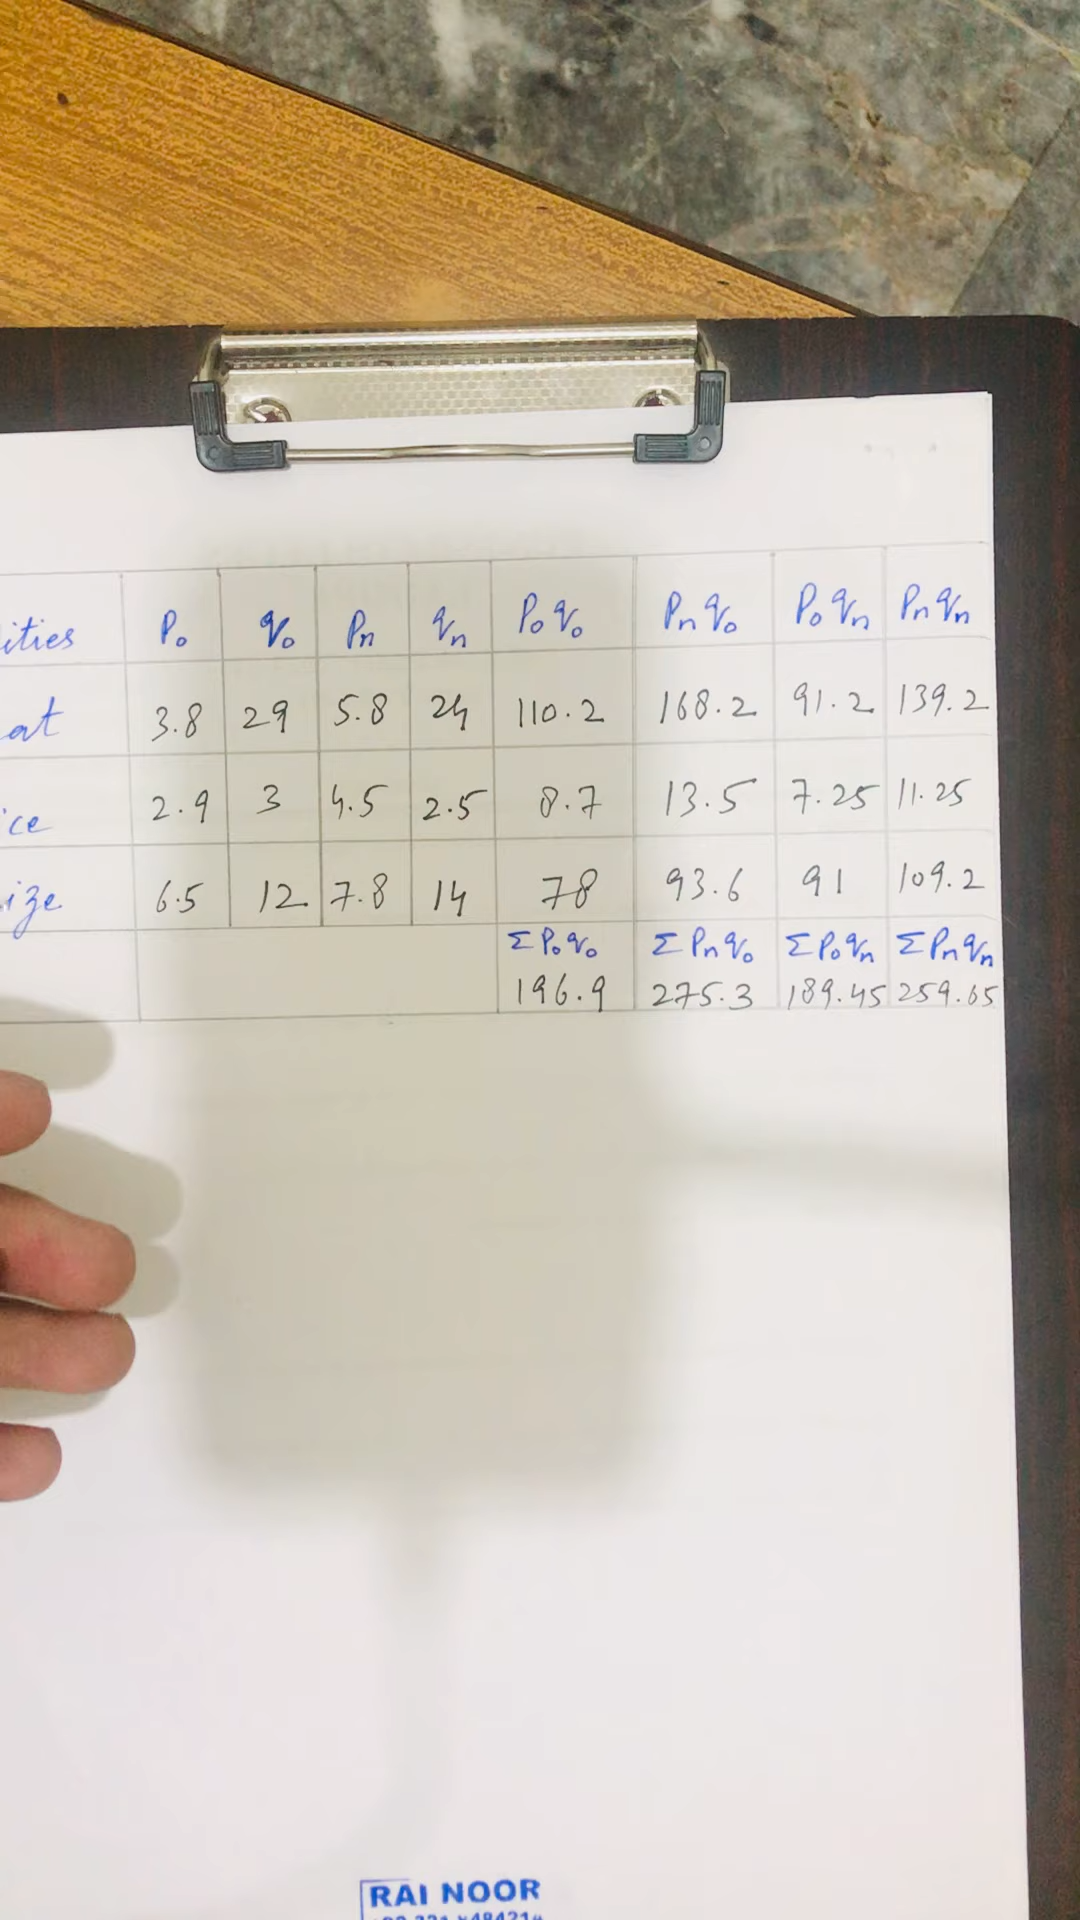 ities P₀ q₀ Pn qn P₀q₀ Pnq₀ P₀qn Pnqn
at 3.8 29 5.8 24 110.2 168.2 91.2 139.2
ice 2.9 3 4.5 2.5 8.7 13.5 7.25 11.25
ize 6.5 12 7.8 14 78 93.6 91 109.2
ΣP₀q₀ ΣPnq₀ ΣP₀qn ΣPnqn
196.9 275.3 189.45 259.65
RAI NOOR